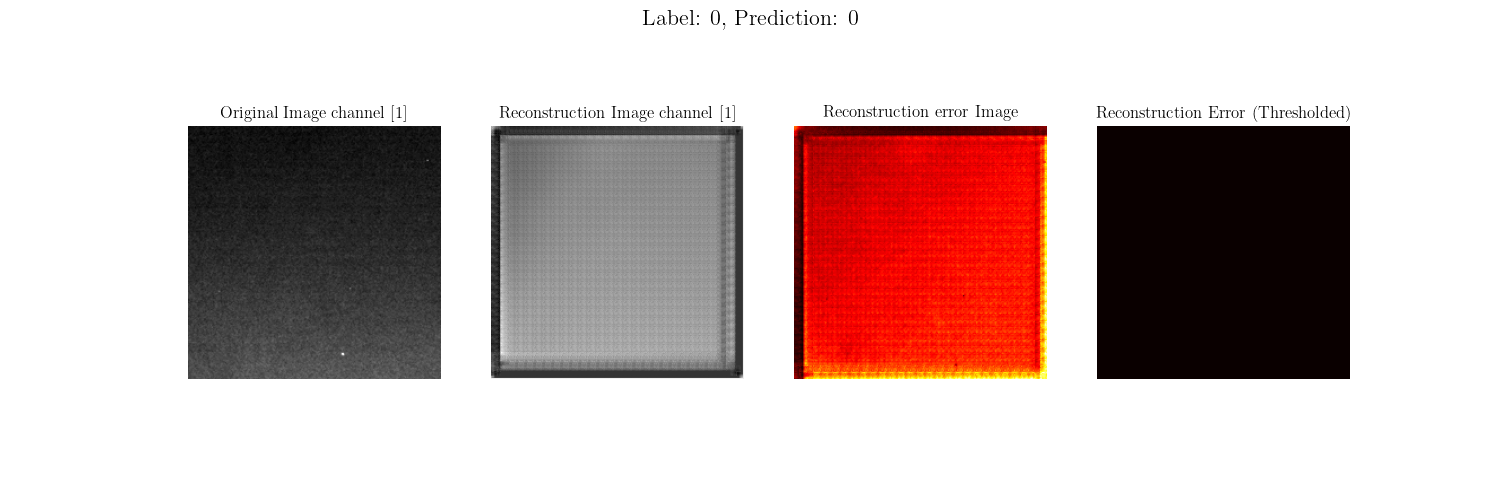 Label: 0, Prediction: 0
Original Image channel [1]
Reconstruction Image channel [1]
Reconstruction error Image
Reconstruction Error (Thresholded)